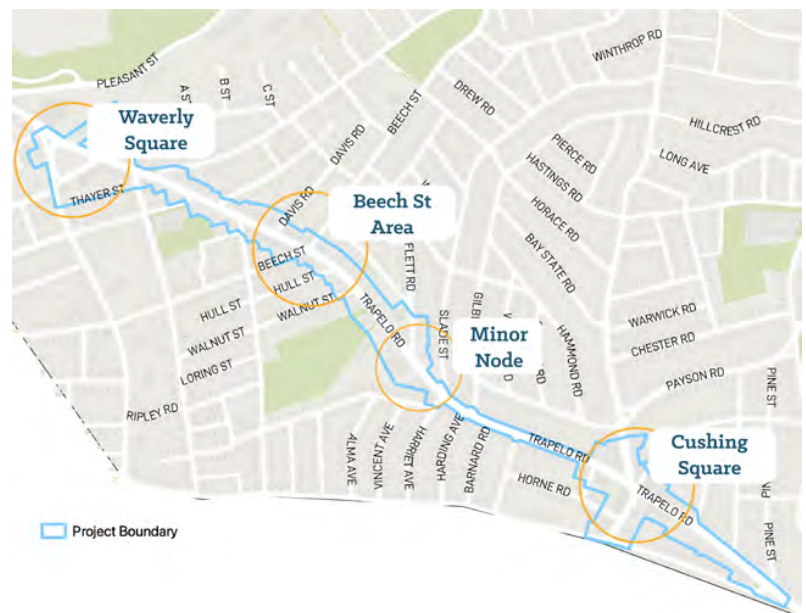 PLEASANT ST
WINTHROP RD
A ST
B ST
C ST
Waverly
Square
DREW RD
BEECH ST
DAVIS RD
HILLCREST RD
PIERCE RD
LONG AVE
HASTINGS RD
THAYER ST
DAVIS RD
Beech St
Area
HORACE RD
BEECH ST
FLETT RD
BAY STATE RD
HULL ST
HULL ST
WALNUT ST
TRAPELO RD
SLADE ST
WARWICK RD
WALNUT ST
Minor
Node
HAMMOND RD
CHESTER RD
LORING ST
PAYSON RD
PINE ST
RIPLEY RD
ALMA AVE
VINCENT AVE
HARRIET AVE
HARDING AVE
BARNARD RD
TRAPELO RD
Cushing
Square
HORNE RD
TRAPELO RD
PINE ST
Project Boundary